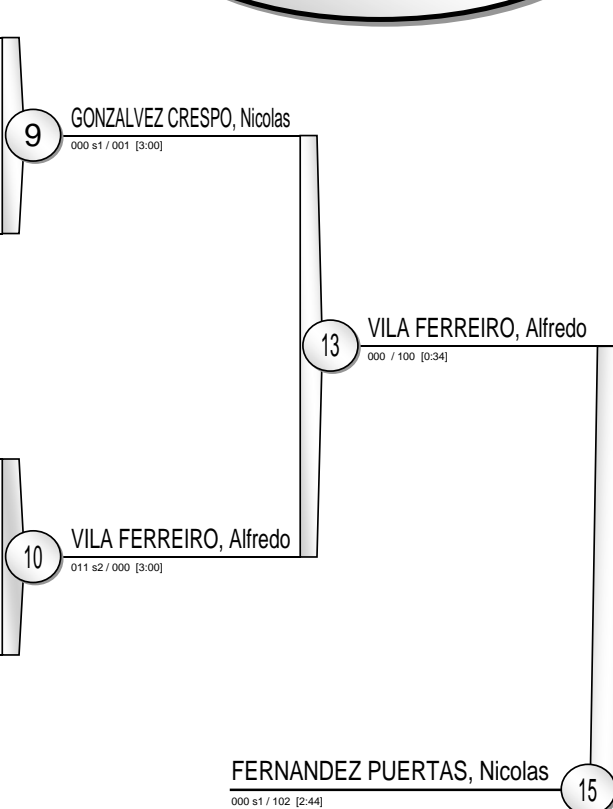 9
GONZALVEZ CRESPO, Nicolas
000 s1 / 001 [3:00]
13
VILA FERREIRO, Alfredo
000 / 100 [0:34]
10
VILA FERREIRO, Alfredo
011 s2 / 000 [3:00]
FERNANDEZ PUERTAS, Nicolas
15
000 s1 / 102 [2:44]